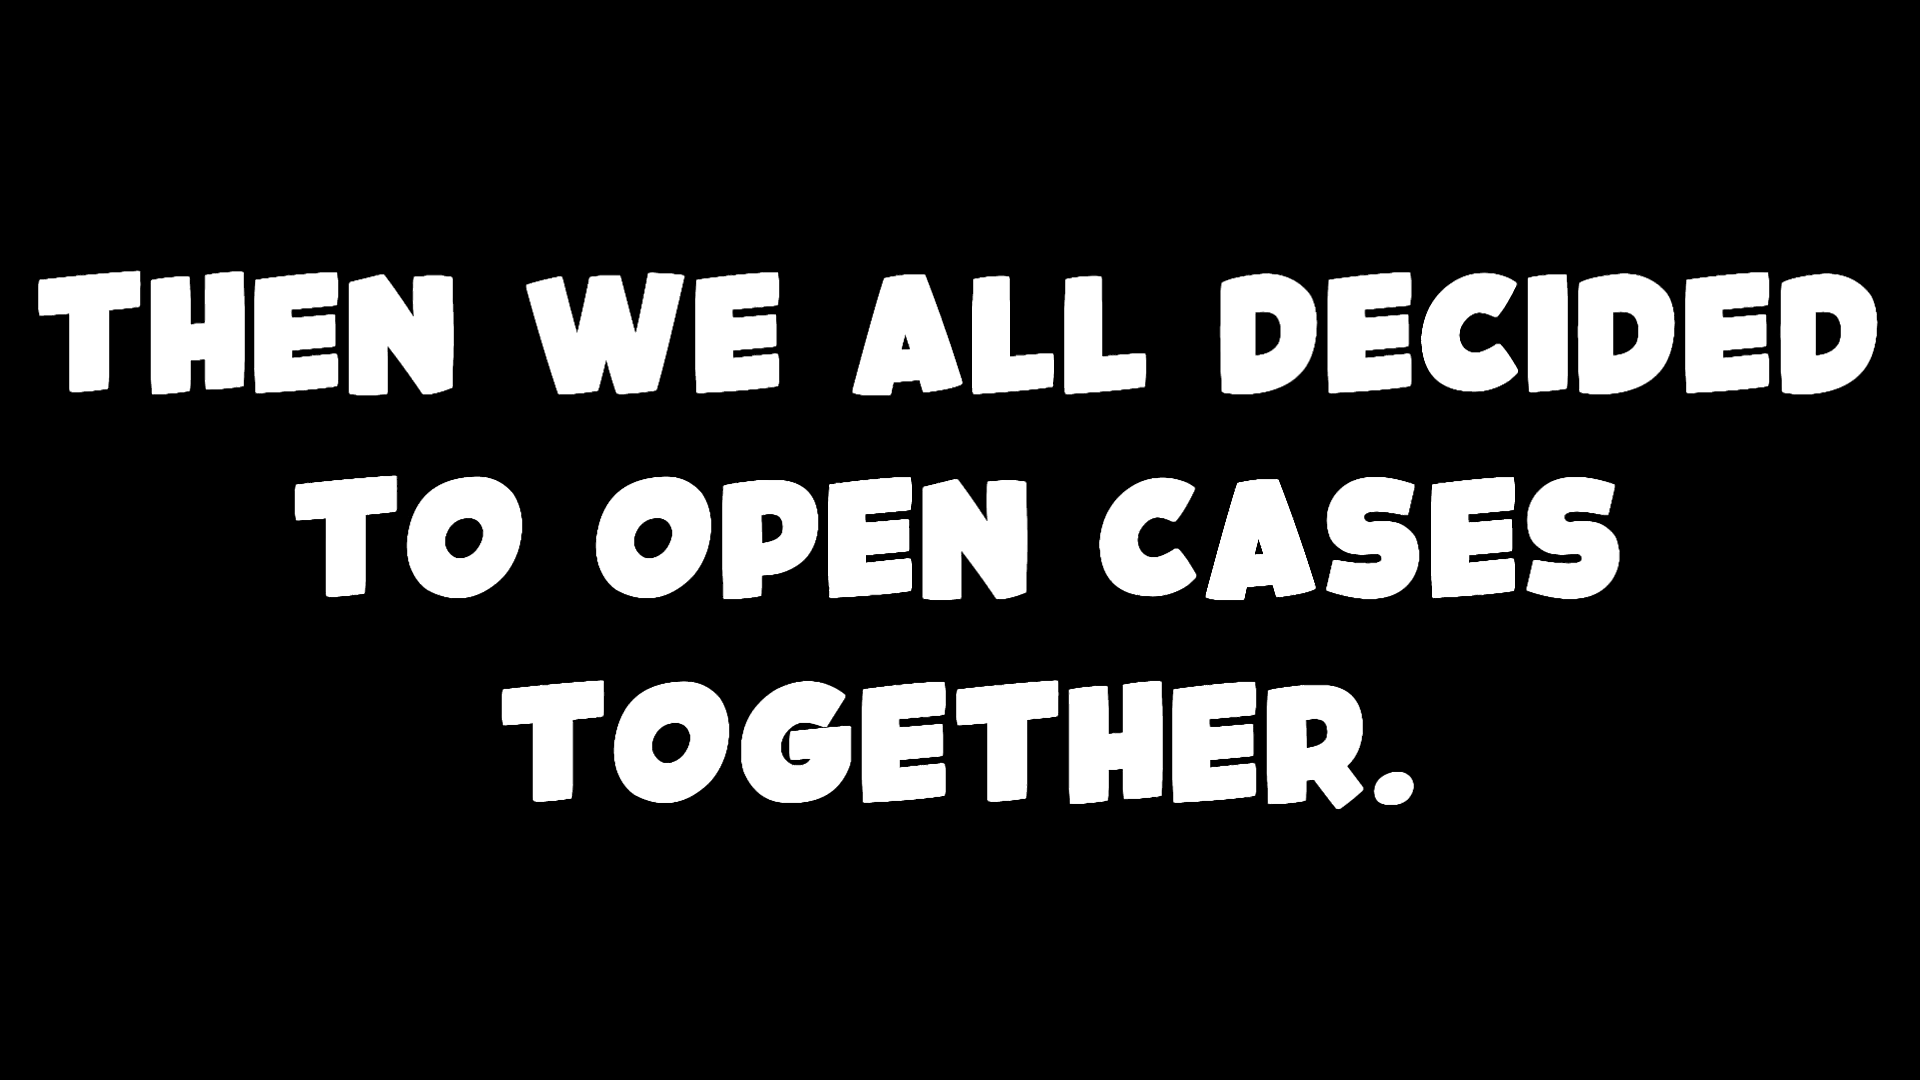 THEN WE ALL DECIDED
TO OPEN CASES
TOGETHER.